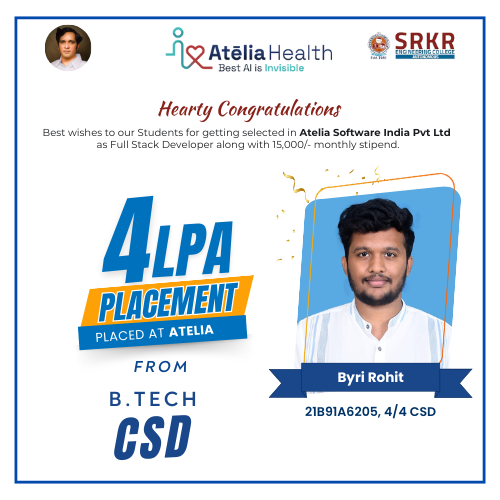 Atēlia Health
Best AI is Invisible
SRKR
ENGINEERING COLLEGE
AUTONOMOUS
Hearty Congratulations
Best wishes to our Students for getting selected in Atelia Software India Pvt Ltd
as Full Stack Developer along with 15,000/- monthly stipend.
4LPA
PLACEMENT
PLACED AT ATELIA
FROM
B.TECH
CSD
Byri Rohit
21B91A6205, 4/4 CSD